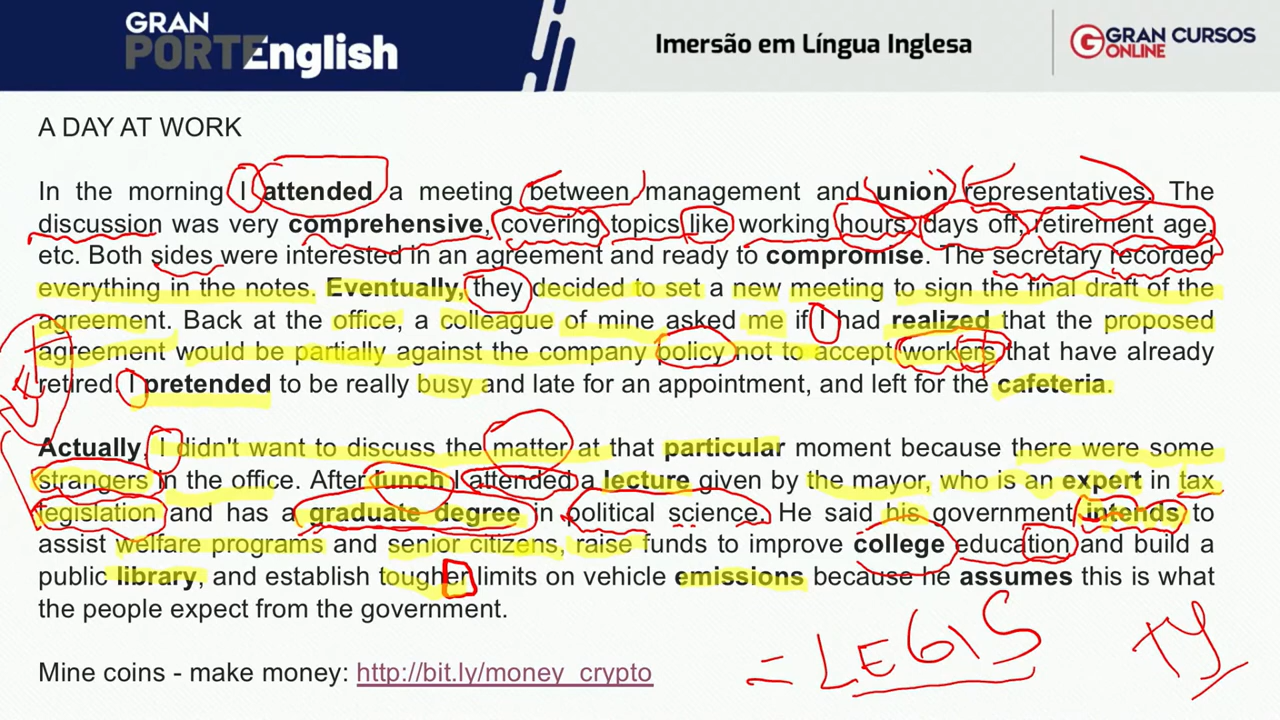 GRAN
PORTEnglish
Imersão em Língua Inglesa
GRAN CURSOS
ONLINE
A DAY AT WORK
In the morning I attended a meeting between management and union representatives. The
discussion was very comprehensive, covering topics like working hours, days off, retirement age,
etc. Both sides were interested in an agreement and ready to compromise. The secretary recorded
everything in the notes. Eventually, they decided to set a new meeting to sign the final draft of the
agreement. Back at the office, a colleague of mine asked me if I had realized that the proposed
agreement would be partially against the company policy not to accept workers that have already
retired. I pretended to be really busy and late for an appointment, and left for the cafeteria.
Actually, I didn't want to discuss the matter at that particular moment because there were some
strangers in the office. After lunch I attended a lecture given by the mayor, who is an expert in tax
legislation and has a graduate degree in political science. He said his government intends to
assist welfare programs and senior citizens, raise funds to improve college education and build a
public library, and establish tougher limits on vehicle emissions because he assumes this is what
the people expect from the government.
= LEGIS
TY
Mine coins - make money: http://bit.ly/money_crypto